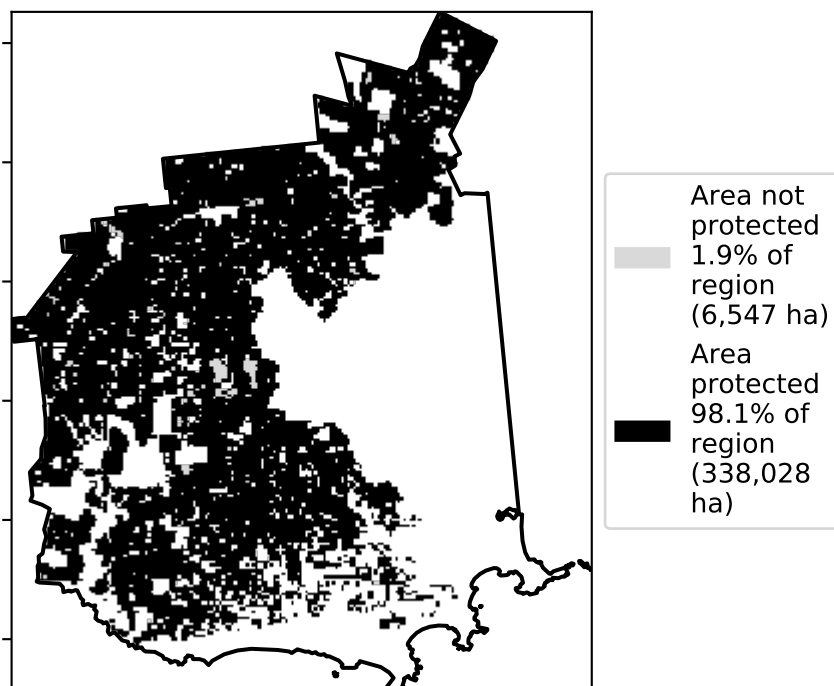 Area not
protected
1.9% of
region
(6,547 ha)
Area
protected
98.1% of
region
(338,028
ha)